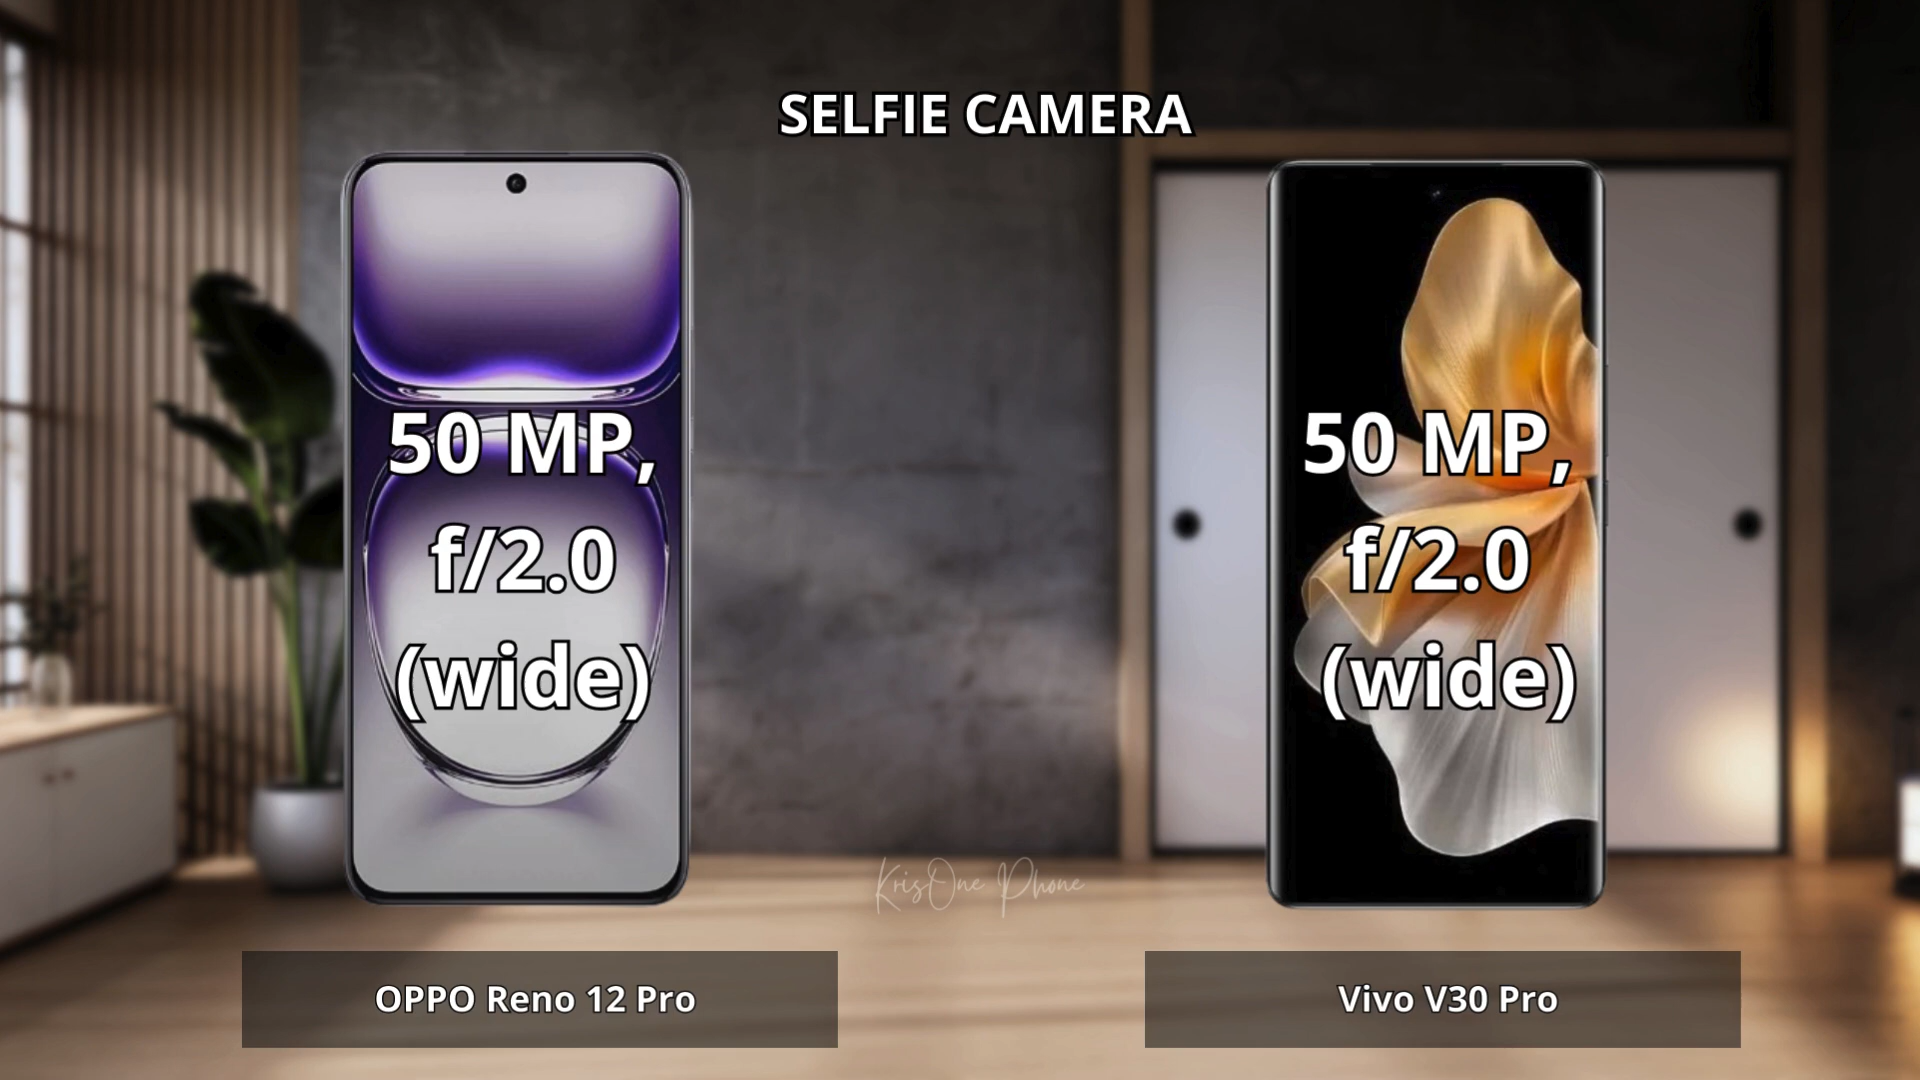 SELFIE CAMERA
50 MP,
f/2.0
(wide)
50 MP,
f/2.0
(wide)
KrisOne Phone
OPPO Reno 12 Pro
Vivo V30 Pro